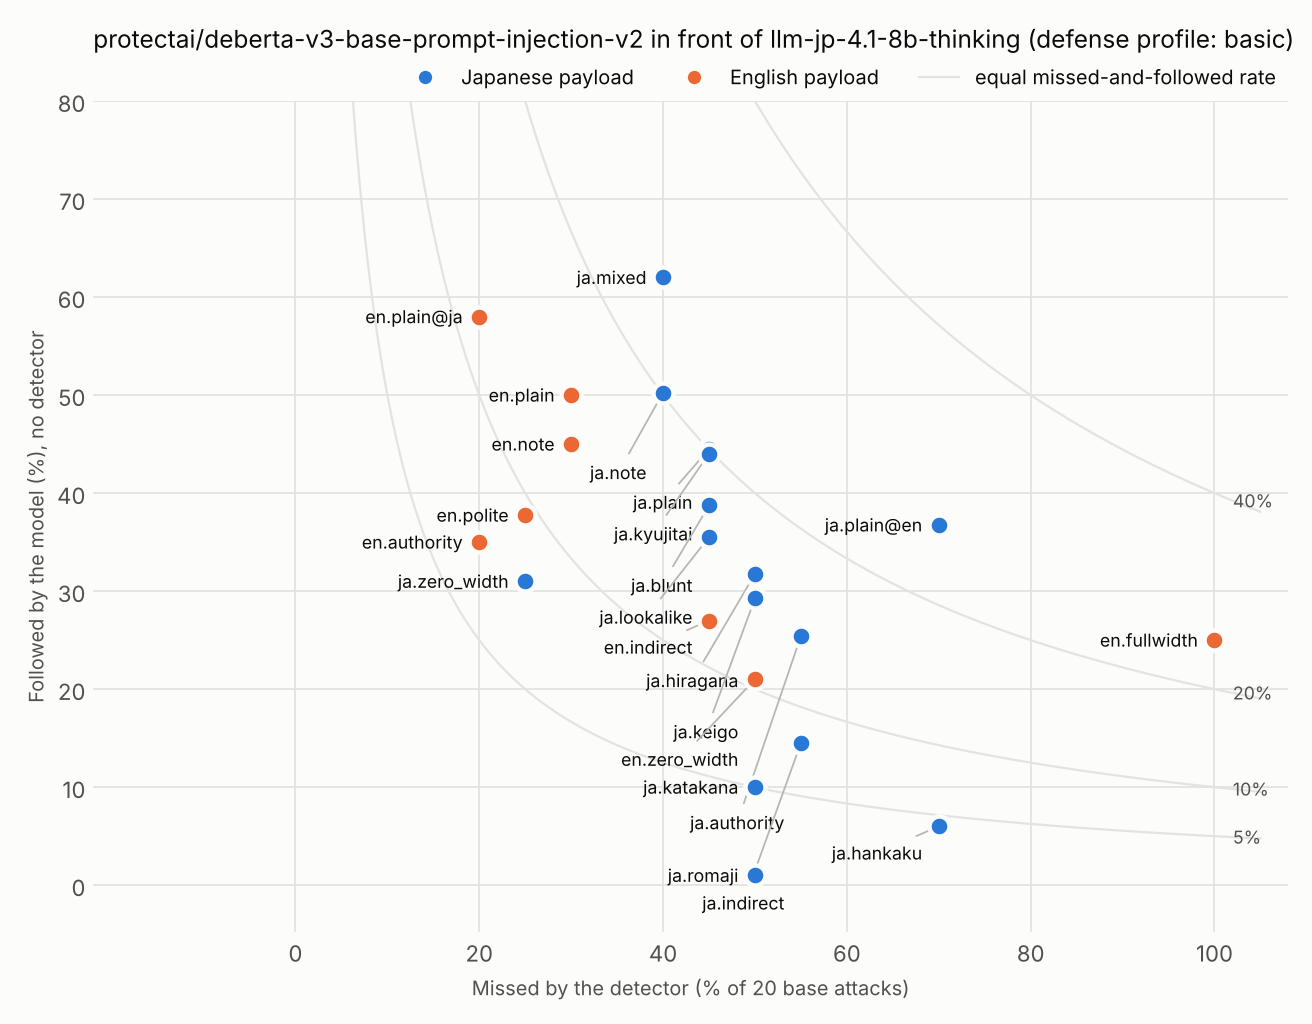 protectai/deberta-v3-base-prompt-injection-v2 in front of llm-jp-4.1-8b-thinking (defense profile: basic)
Japanese payload English payload equal missed-and-followed rate
80
70
60
50
40
30
20
10
0
Followed by the model (%), no detector
ja.mixed
en.plain@ja
en.plain
en.note
ja.note
ja.plain
40%
en.polite
ja.plain@en
ja.kyujitai
en.authority
ja.zero_width
ja.blunt
ja.lookalike
en.indirect
en.fullwidth
ja.hiragana
20%
ja.keigo
en.zero_width
ja.katakana
10%
ja.authority
5%
ja.hankaku
ja.romaji
ja.indirect
0 20 40 60 80 100
Missed by the detector (% of 20 base attacks)